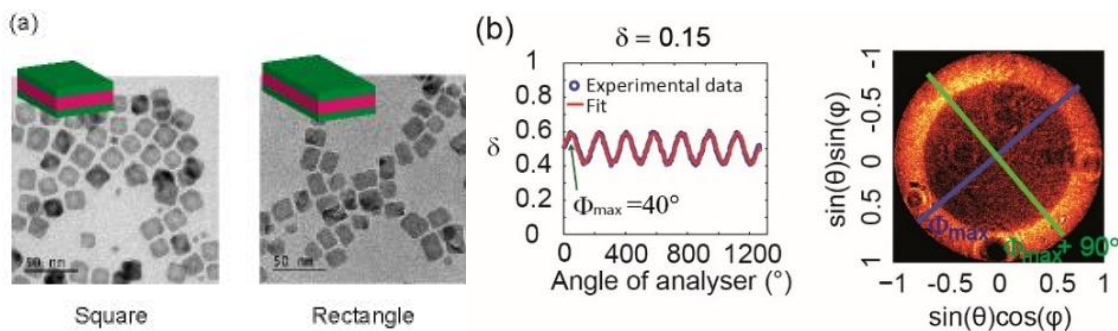 (a)
50 nm
50 nm
Square
Rectangle
(b)
δ = 0.15
1
0.8
0.6
0.4
0.2
0
δ
Experimental data
Fit
Φmax =40°
0 400 800 1200
Angle of analyser (°)
-1
-0.5
0
0.5
1
sin(θ)sin(φ)
Φmax
Φmax + 90°
−1 -0.5 0 0.5 1
sin(θ)cos(φ)